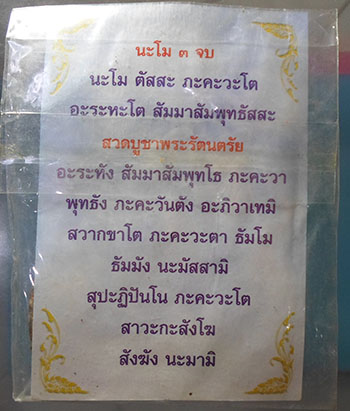 นะโม ๓ จบ
นะโม ตัสสะ ภะคะวะโต
อะระหะโต สัมมาสัมพุทธัสสะ
สวดบูชาพระรัตนตรัย
อะระหัง สัมมาสัมพุทโธ ภะคะวา
พุทธัง ภะคะวันตัง อะภิวาเทมิ
สวากขาโต ภะคะวะตา ธัมโม
ธัมมัง นะมัสสามิ
สุปะฏิปันโน ภะคะวะโต
สาวะกะสังโฆ
สังฆัง นะมามิ